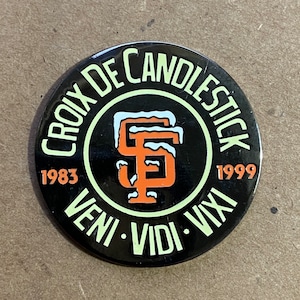 CROIX DE CANDLESTICK
1983
SF
1999
VENI · VIDI · VIXI